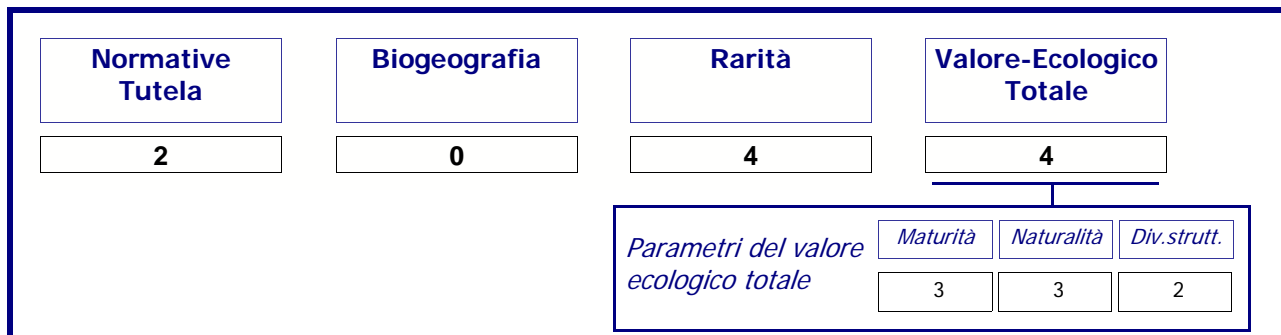 Normative
Tutela
Biogeografia
Rarità
Valore-Ecologico
Totale
2
0
4
4
Parametri del valore
ecologico totale
Maturità
Naturalità
Div.strutt.
3
3
2